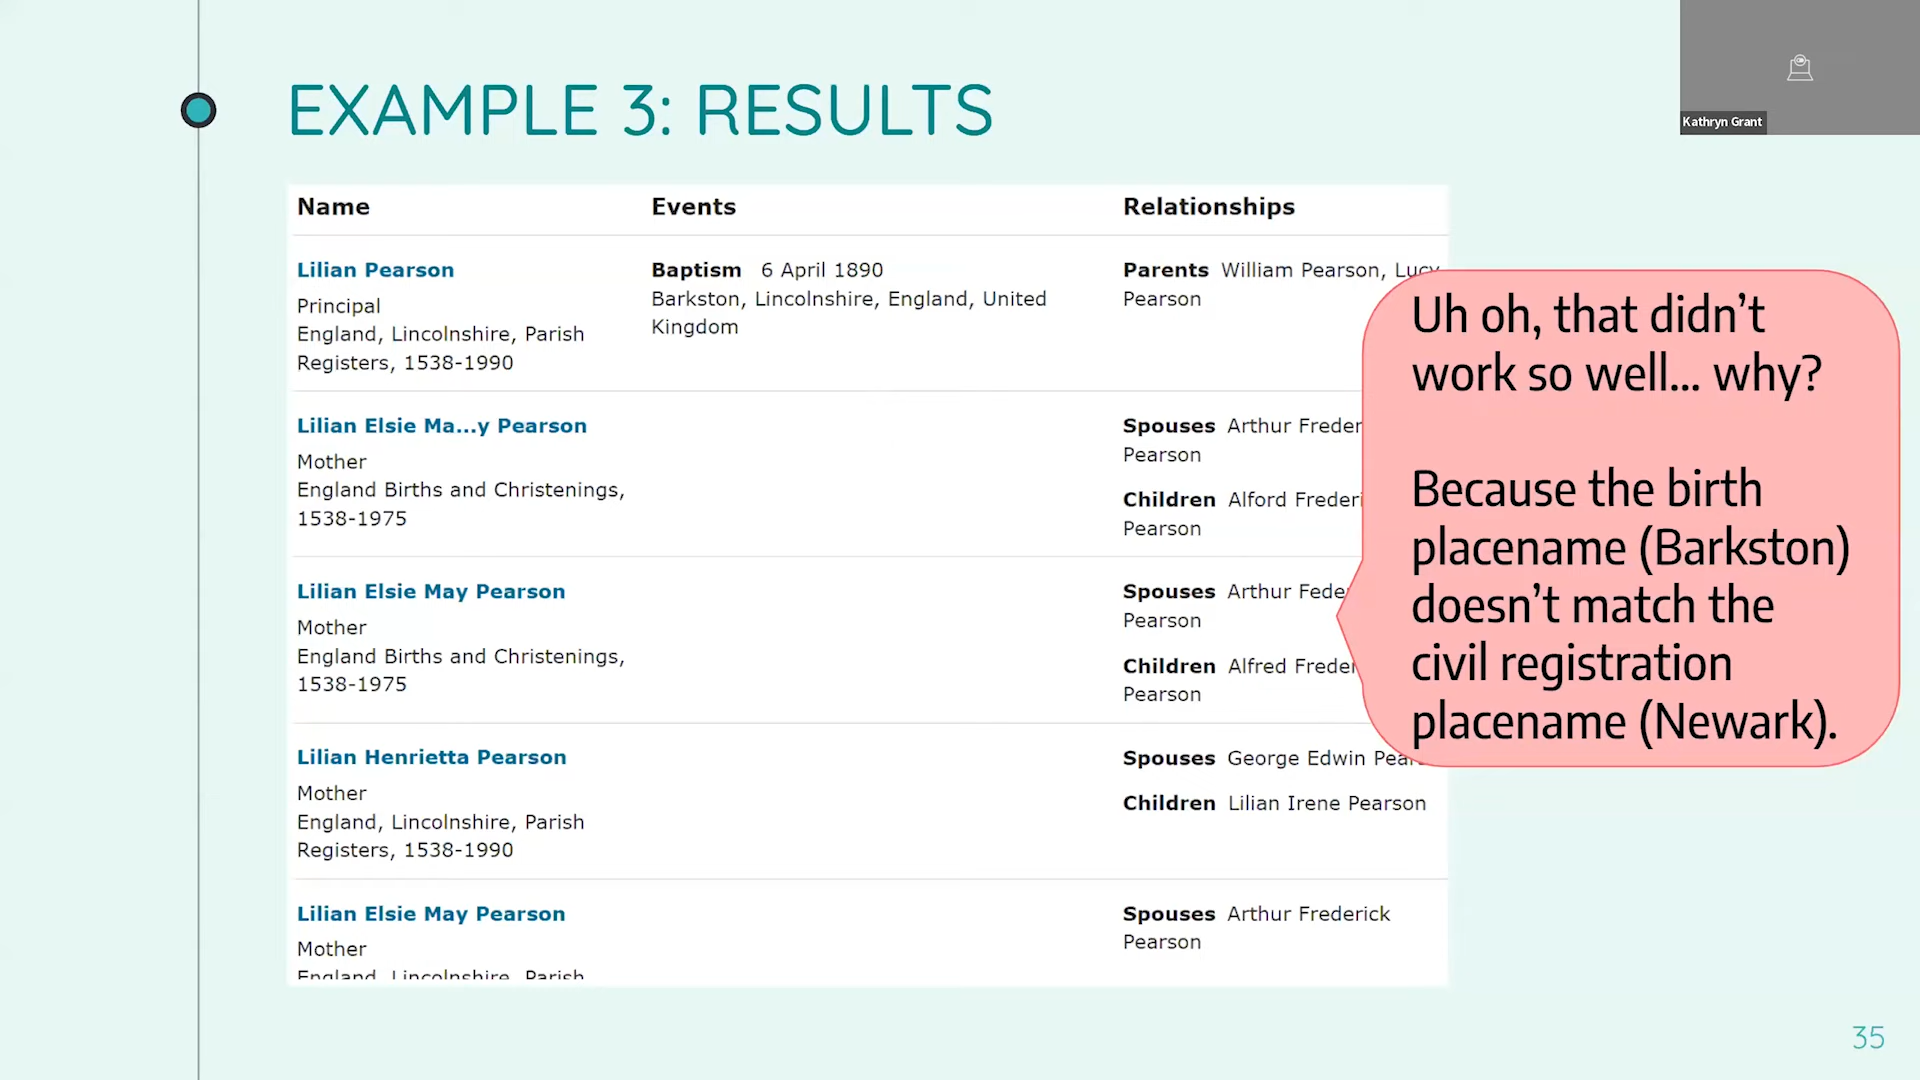 EXAMPLE 3: RESULTS
Kathryn Grant
Name Events Relationships
Lilian Pearson
Principal
England, Lincolnshire, Parish
Registers, 1538-1990
Baptism 6 April 1890
Barkston, Lincolnshire, England, United
Kingdom
Parents William Pearson, Lucy
Pearson
Lilian Elsie Ma...y Pearson
Mother
England Births and Christenings,
1538-1975
Spouses Arthur Freder
Pearson
Children Alford Frederi
Pearson
Lilian Elsie May Pearson
Mother
England Births and Christenings,
1538-1975
Spouses Arthur Fede
Pearson
Children Alfred Freder
Pearson
Lilian Henrietta Pearson
Mother
England, Lincolnshire, Parish
Registers, 1538-1990
Spouses George Edwin Pear
Children Lilian Irene Pearson
Lilian Elsie May Pearson
Mother
England, Lincolnshire, Parish
Spouses Arthur Frederick
Pearson
Uh oh, that didn’t
work so well... why?
Because the birth
placename (Barkston)
doesn’t match the
civil registration
placename (Newark).
35